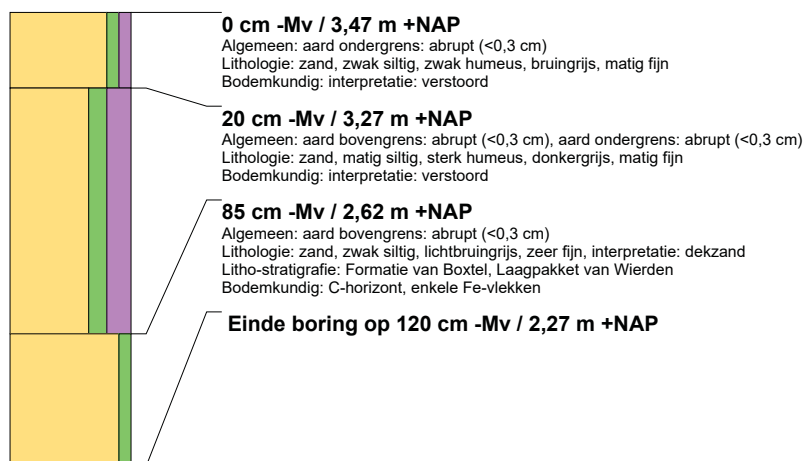 0 cm -Mv / 3,47 m +NAP
Algemeen: aard ondergrens: abrupt (<0,3 cm)
Lithologie: zand, zwak siltig, zwak humeus, bruingrijs, matig fijn
Bodemkundig: interpretatie: verstoord
20 cm -Mv / 3,27 m +NAP
Algemeen: aard bovengrens: abrupt (<0,3 cm), aard ondergrens: abrupt (<0,3 cm)
Lithologie: zand, matig siltig, sterk humeus, donkergrijs, matig fijn
Bodemkundig: interpretatie: verstoord
85 cm -Mv / 2,62 m +NAP
Algemeen: aard bovengrens: abrupt (<0,3 cm)
Lithologie: zand, zwak siltig, lichtbruingrijs, zeer fijn, interpretatie: dekzand
Litho-stratigrafie: Formatie van Boxtel, Laagpakket van Wierden
Bodemkundig: C-horizont, enkele Fe-vlekken
Einde boring op 120 cm -Mv / 2,27 m +NAP